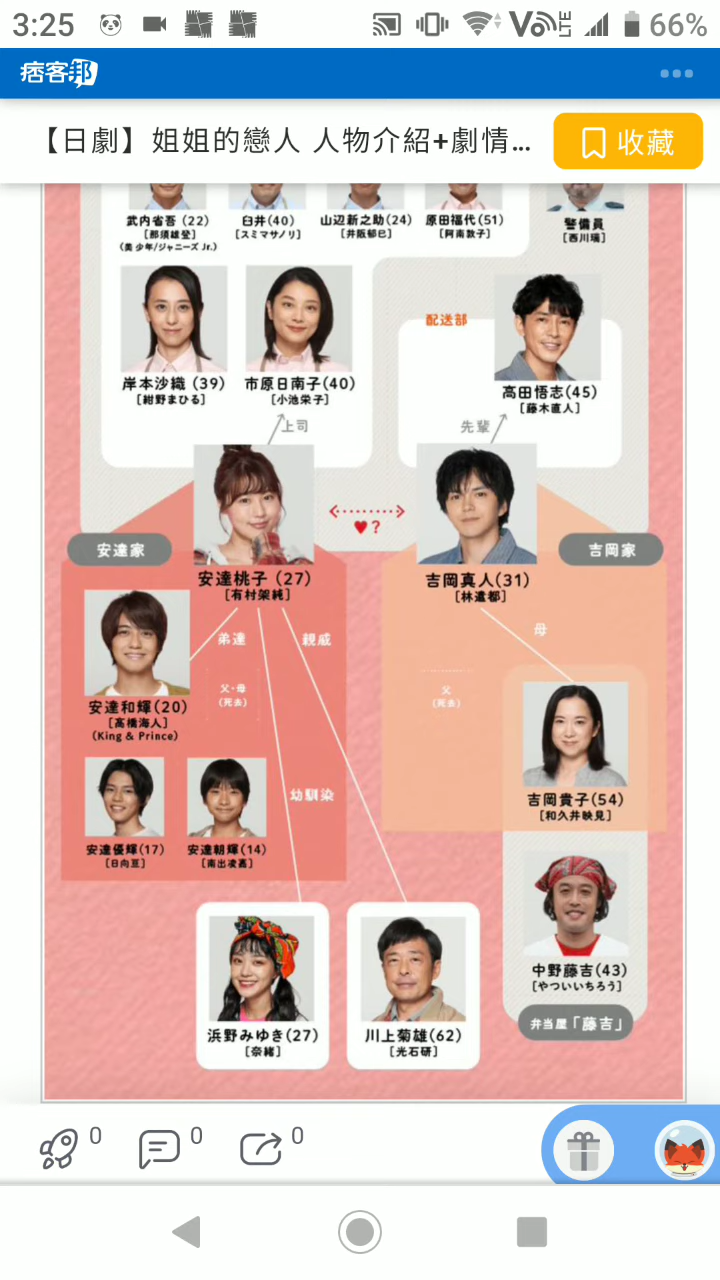 3:25
LTE
66%
痞客邦
【日劇】姐姐的戀人 人物介紹+劇情...
收藏
武内省吾(22)
[那須雄登]
(美 少年/ジャニーズ Jr.)
臼井(40)
[スミマサノリ]
山辺新之助(24)
[井阪郁巳]
原田福代(51)
[阿南敦子]
警備員
[西川瑞]
岸本沙織(39)
[紺野まひる]
市原日南子(40)
[小池栄子]
配送部
高田悟志(45)
[藤木直人]
上司
先輩
♥?
安達家
吉岡家
安達桃子(27)
[有村架純]
吉岡真人(31)
[林遣都]
弟達
親戚
母
父・母
(死去)
父
(死去)
安達和輝(20)
[髙橋海人]
(King & Prince)
吉岡貴子(54)
[和久井映見]
幼馴染
安達優輝(17)
[日向亘]
安達朝輝(14)
[南出凌嘉]
浜野みゆき(27)
[奈緒]
川上菊雄(62)
[光石研]
中野藤吉(43)
[やついいちろう]
弁当屋「藤吉」
0
0
0